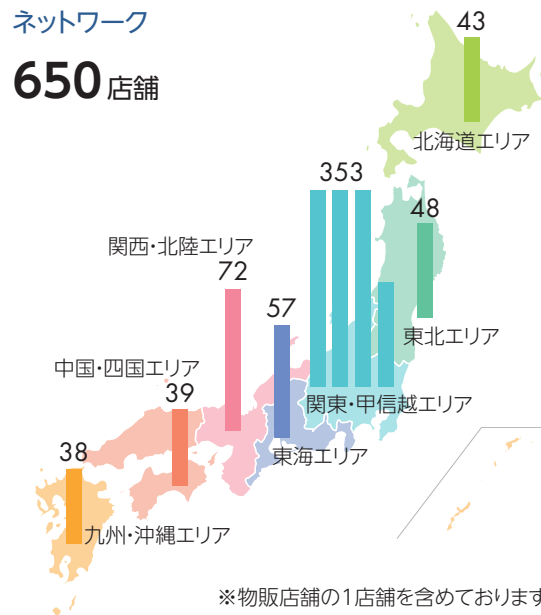 ネットワーク
650店舗
43
北海道エリア
353
48
関西・北陸エリア
72
57
東北エリア
中国・四国エリア
39
関東・甲信越エリア
38
東海エリア
九州・沖縄エリア
※物販店舗の1店舗を含めております